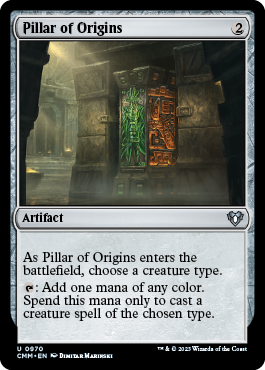 Pillar of Origins 2
Artifact
As Pillar of Origins enters the
battlefield, choose a creature type.
: Add one mana of any color.
Spend this mana only to cast a
creature spell of the chosen type.
U 0970
CMM • EN Dimitar Marinski
™ & © 2023 Wizards of the Coast